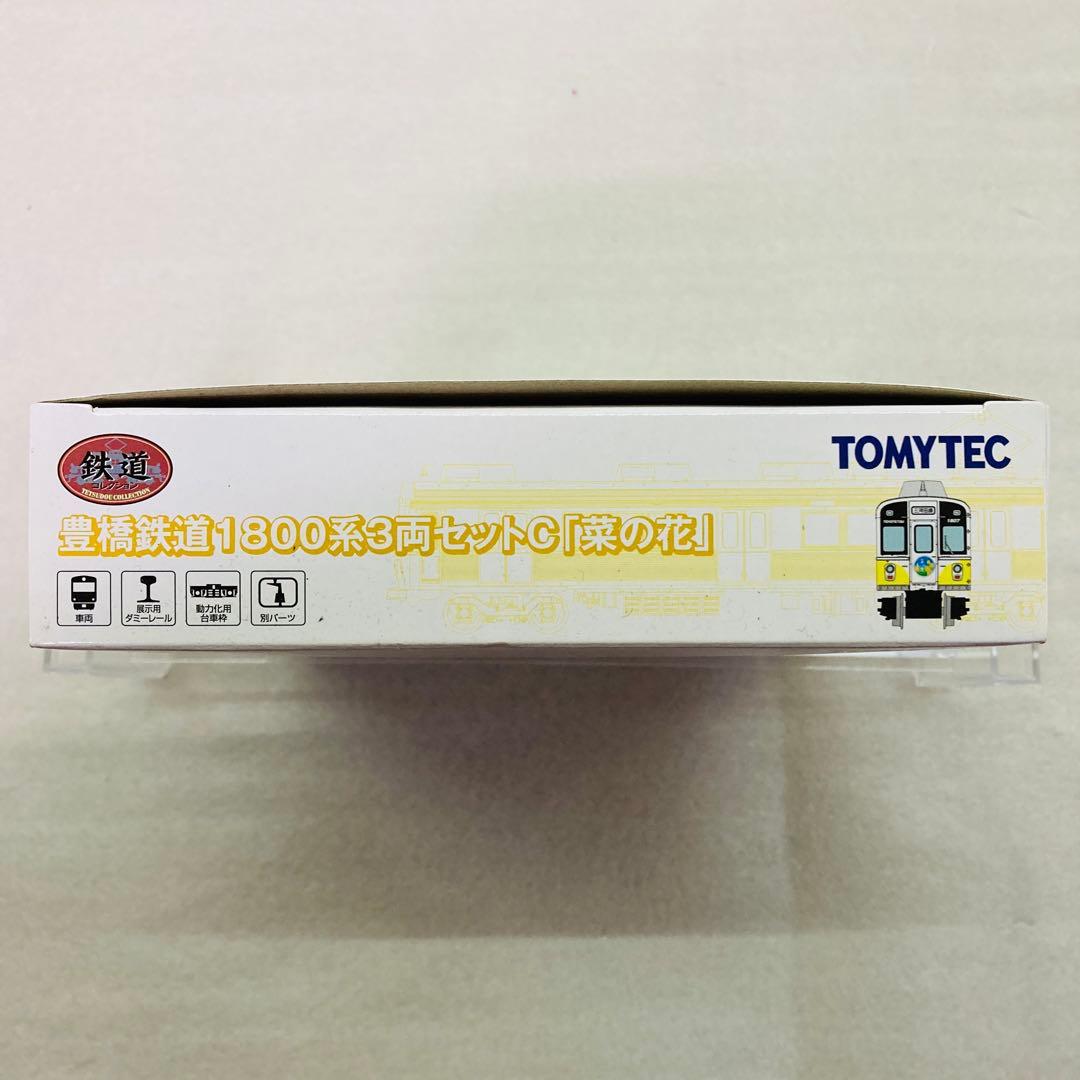 鉄道
コレクション
TETSUDOU COLLECTION
TOMYTEC
豊橋鉄道1800系3両セットC「菜の花」
1807
車両
展示用
ダミーレール
動力化用
台車枠
別パーツ